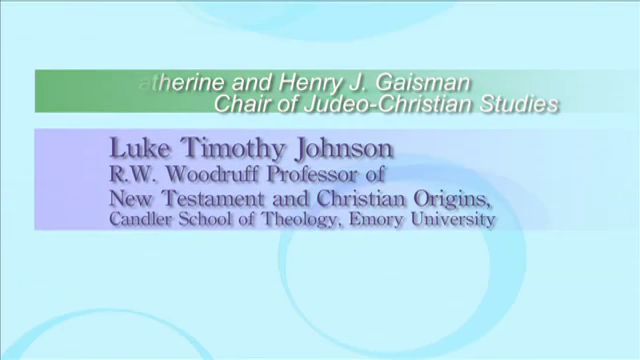 atherine and Henry J. Gaisman
Chair of Judeo-Christian Studies
Luke Timothy Johnson
R.W. Woodruff Professor of
New Testament and Christian Origins,
Candler School of Theology, Emory University